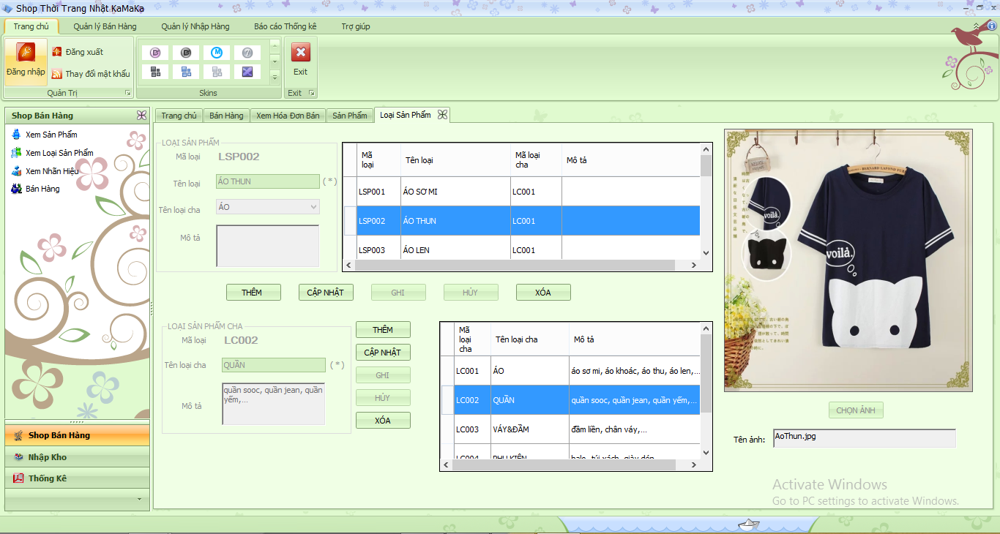 Shop Thời Trang Nhật KaMaKa
Trang chủ
Quản lý Bán Hàng
Quản lý Nhập Hàng
Báo cáo Thống kê
Trợ giúp
Đăng nhập
Đăng xuất
Thay đổi mật khẩu
Quản Trị
Skins
Exit
Exit
Shop Bán Hàng
Xem Sản Phẩm
Xem Loại Sản Phẩm
Xem Nhãn Hiệu
Bán Hàng
Shop Bán Hàng
Nhập Kho
Thống Kê
Trang chủ
Bán Hàng
Xem Hóa Đơn Bán
Sản Phẩm
Loại Sản Phẩm
LOẠI SẢN PHẨM
Mã loại LSP002
Tên loại ÁO THUN (*)
Tên loại cha ÁO
Mô tả
Mã loại Tên loại Mã loại cha Mô tả
LSP001 ÁO SƠ MI LC001
LSP002 ÁO THUN LC001
LSP003 ÁO LEN LC001
THÊM
CẬP NHẬT
GHI
HỦY
XÓA
LOẠI SẢN PHẨM CHA
Mã loại LC002
Tên loại cha QUẦN (*)
Mô tả
quần sooc, quần jean, quần
yếm,...
THÊM
CẬP NHẬT
GHI
HỦY
XÓA
Mã loại cha Tên loại cha Mô tả
LC001 ÁO áo sơ mi, áo khoác, áo thu, áo len,...
LC002 QUẦN quần sooc, quần jean, quần yếm,...
LC003 VÁY&ĐẦM đầm liền, chân váy,...
LC004 PHỤ KIỆN balo, túi xách, giày dép
voilà.
voilà.
CHỌN ẢNH
Tên ảnh: AoThun.jpg
Activate Windows
Go to PC settings to activate Windows.